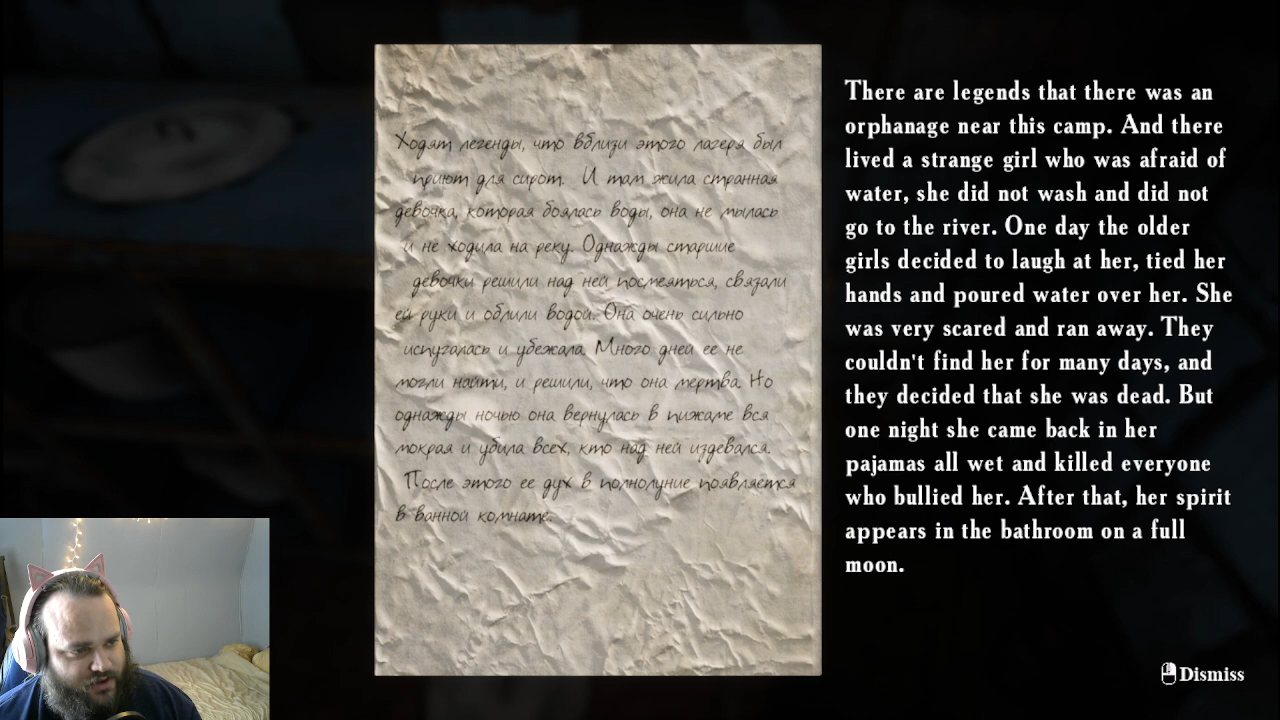 Ходят легенды, что вблизи этого лагеря был
приют для сирот. И там жила странная
девочка, которая боялась воды, она не мылась
и не ходила на реку. Однажды старшие
девочки решили над ней посмеяться, связали
ей руки и облили водой. Она очень сильно
испугалась и убежала. Много дней ее не
могли найти, и решили, что она мертва. Но
однажды ночью она вернулась в пижаме вся
мокрая и убила всех, кто над ней издевался.
После этого ее дух в полнолуние появляется
в ванной комнате.
There are legends that there was an
orphanage near this camp. And there
lived a strange girl who was afraid of
water, she did not wash and did not
go to the river. One day the older
girls decided to laugh at her, tied her
hands and poured water over her. She
was very scared and ran away. They
couldn't find her for many days, and
they decided that she was dead. But
one night she came back in her
pajamas all wet and killed everyone
who bullied her. After that, her spirit
appears in the bathroom on a full
moon.
Dismiss